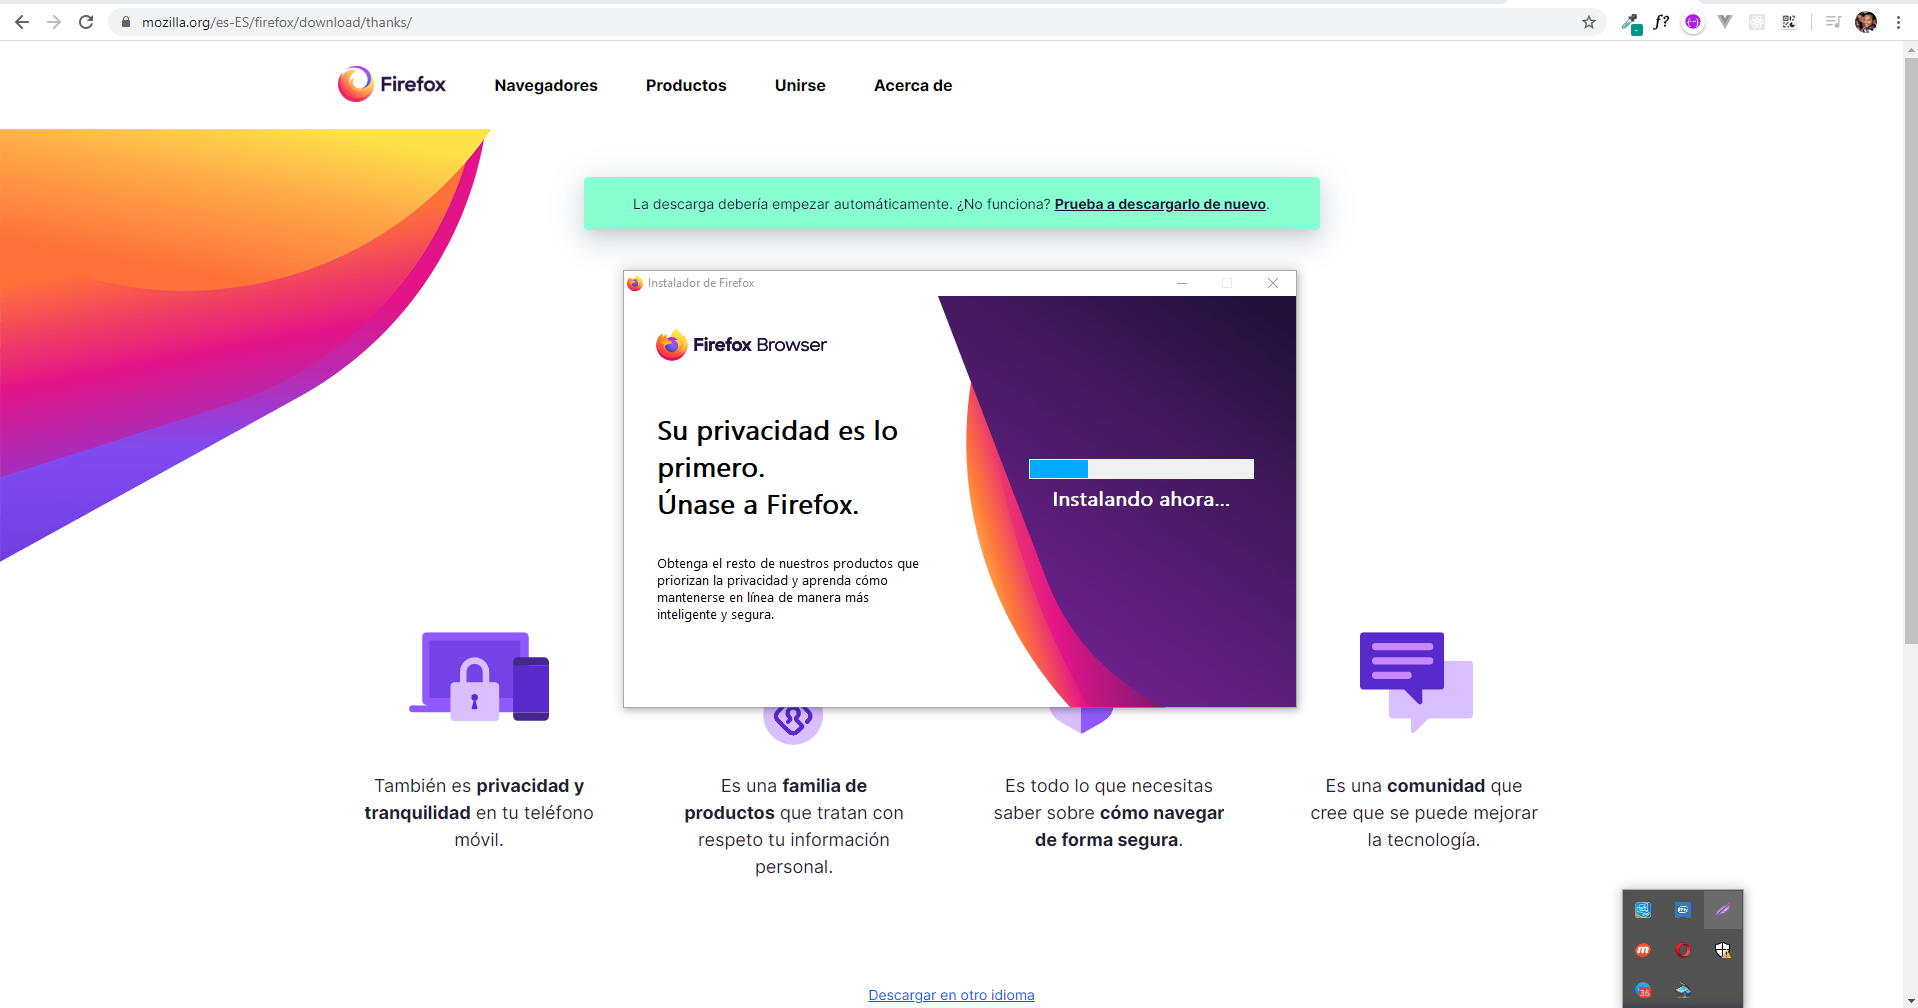 mozilla.org/es-ES/firefox/download/thanks/
f?
Firefox
Navegadores
Productos
Unirse
Acerca de
La descarga debería empezar automáticamente. ¿No funciona? Prueba a descargarlo de nuevo.
Instalador de Firefox
Firefox Browser
Su privacidad es lo
primero.
Únase a Firefox.
Instalando ahora...
Obtenga el resto de nuestros productos que
priorizan la privacidad y aprenda cómo
mantenerse en línea de manera más
inteligente y segura.
También es privacidad y
tranquilidad en tu teléfono
móvil.
Es una familia de
productos que tratan con
respeto tu información
personal.
Es todo lo que necesitas
saber sobre cómo navegar
de forma segura.
Es una comunidad que
cree que se puede mejorar
la tecnología.
m
36
Descargar en otro idioma